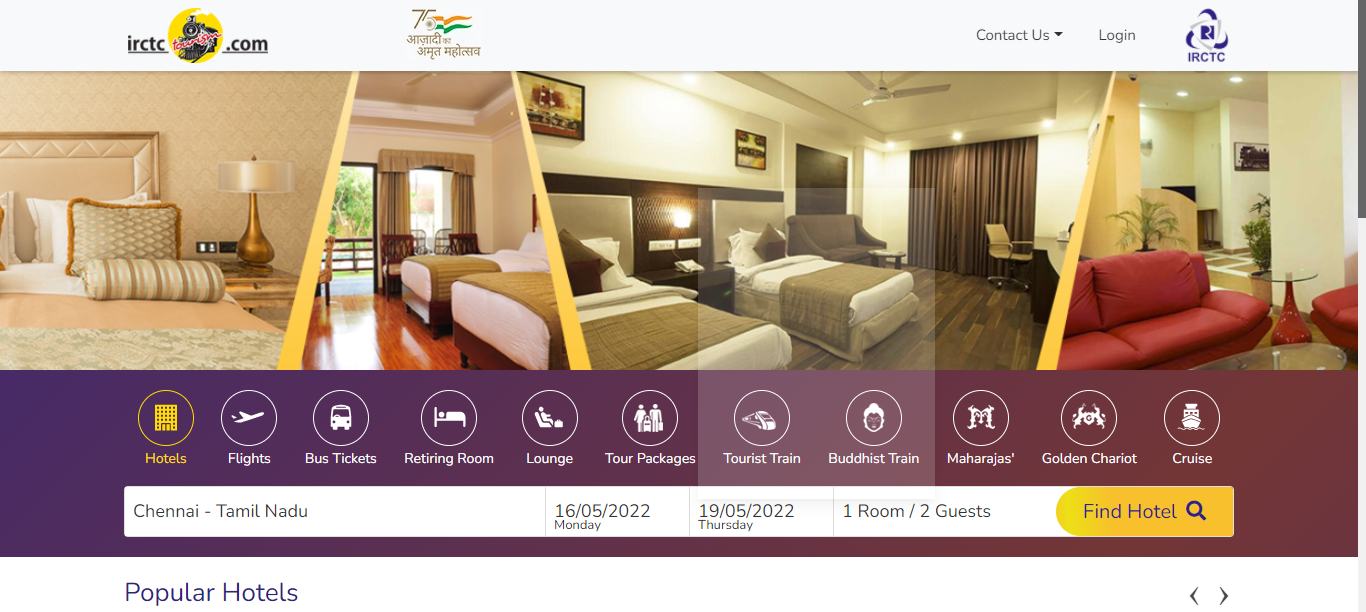 irctc tourism .com
75
आज़ादी का
अमृत महोत्सव
Contact Us
Login
IRCTC
Hotels
Flights
Bus Tickets
Retiring Room
Lounge
Tour Packages
Tourist Train
Buddhist Train
Maharajas'
Golden Chariot
Cruise
Chennai - Tamil Nadu
16/05/2022
Monday
19/05/2022
Thursday
1 Room / 2 Guests
Find Hotel
Popular Hotels